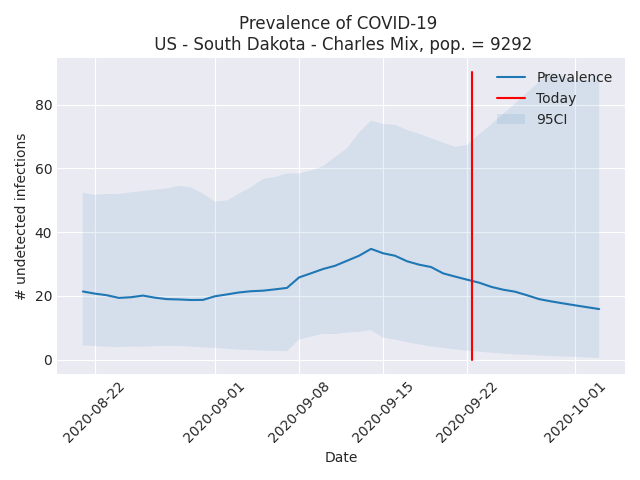 Prevalence of COVID-19
US - South Dakota - Charles Mix, pop. = 9292
Prevalence
Today
95CI
# undetected infections
80
60
40
20
0
2020-08-22
2020-09-01
2020-09-08
2020-09-15
2020-09-22
2020-10-01
Date